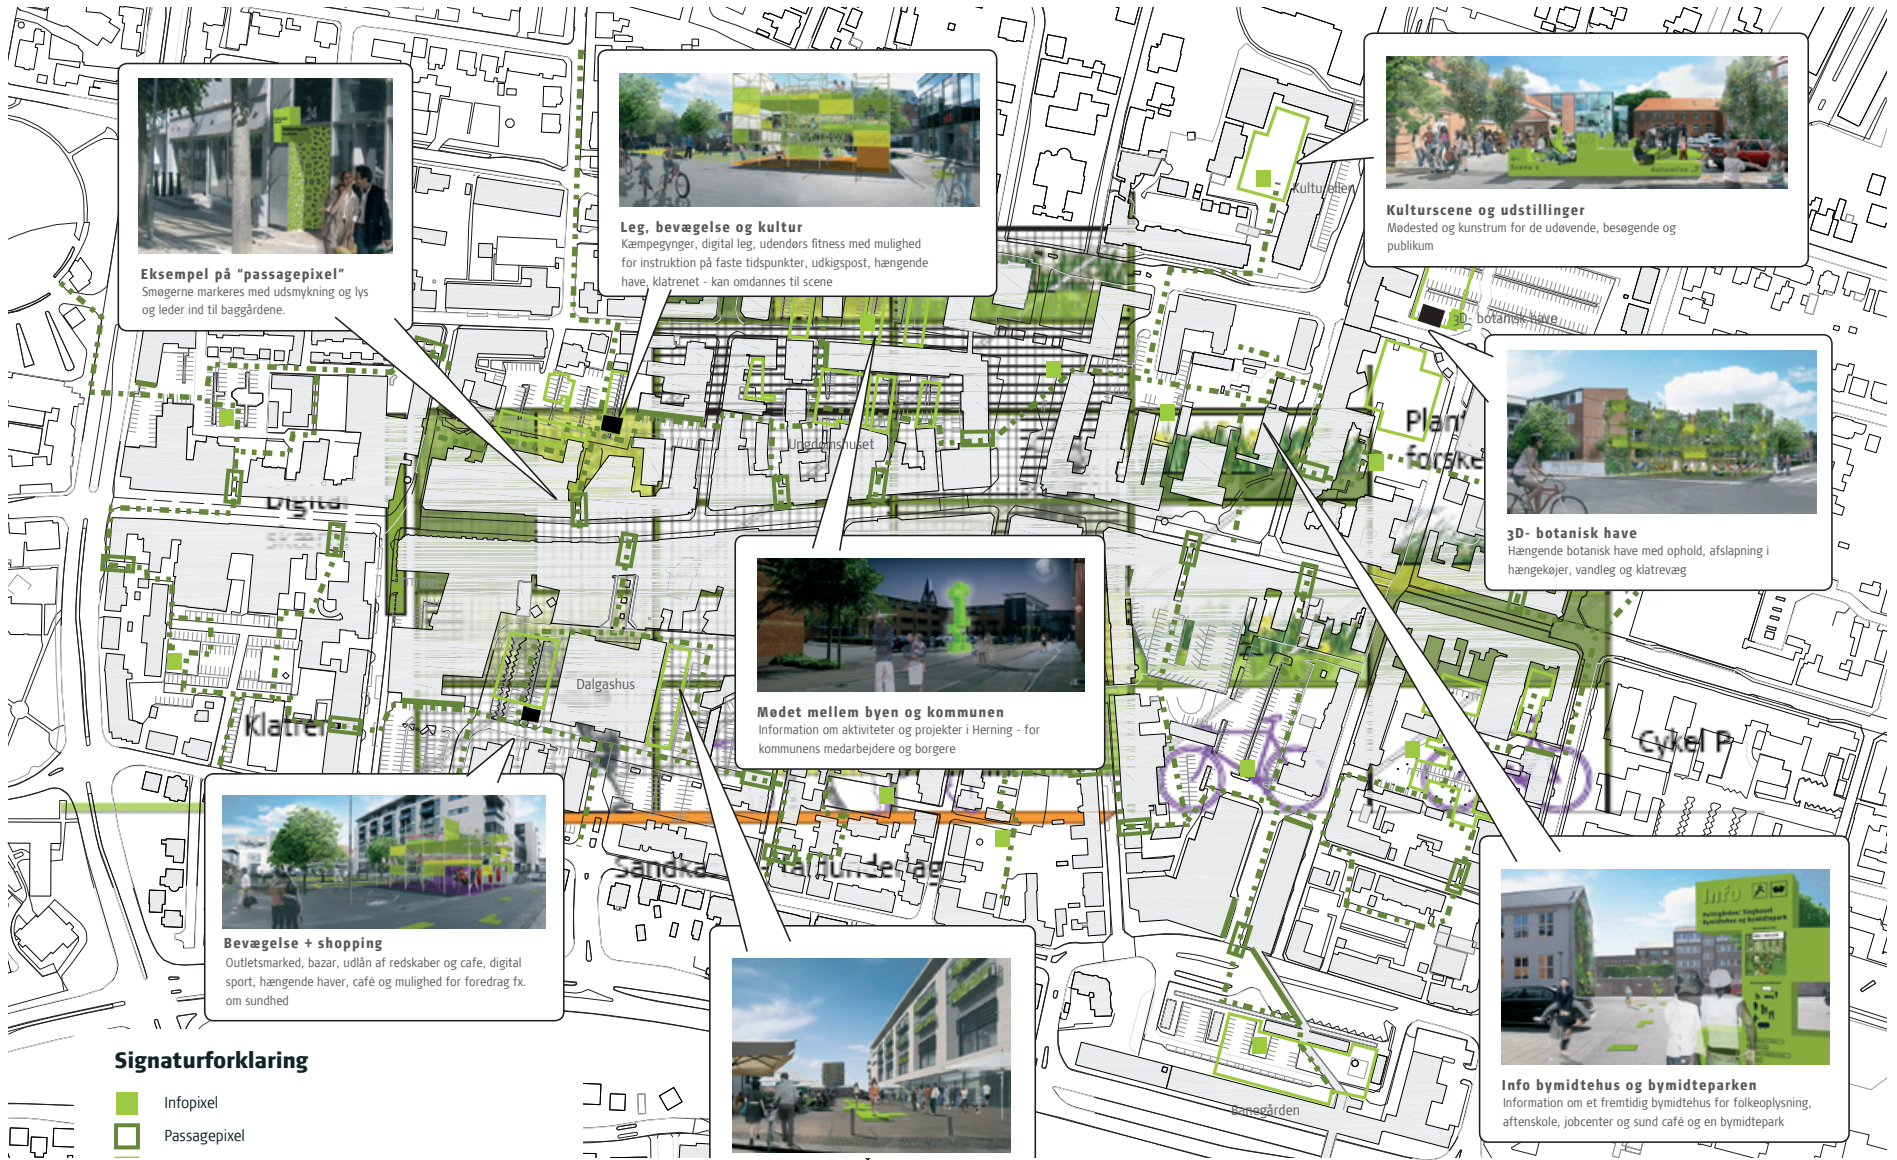 Eksempel på "passagepixel"
Smøgerne markeres med udsmykning og lys
og leder ind til baggårdene.
Leg, bevægelse og kultur
Kæmpegynger, digital leg, udendørs fitness med mulighed
for instruktion på faste tidspunkter, udkigspost, hængende
have, klatrenet - kan omdannes til scene
Kulturscene og udstillinger
Mødested og kunstrum for de udøvende, besøgende og
publikum
Kulturellen
3D- botanisk have
3D- botanisk have
Hængende botanisk have med ophold, afslapning i
hængekøjer, vandleg og klatrevæg
Ungdomshuset
Plant
forske
Digital
Mødet mellem byen og kommunen
Information om aktiviteter og projekter i Herning - for
kommunens medarbejdere og borgere
Dalgashus
Klatrer
Cykel P
Sandka
Bevægelse + shopping
Outletsmarked, bazar, udlån af redskaber og cafe, digital
sport, hængende haver, café og mulighed for foredrag fx.
om sundhed
Info
Info bymidtehus og bymidteparken
Information om et fremtidig bymidtehus for folkeoplysning,
aftenskole, jobcenter og sund café og en bymidtepark
Banegården
Signaturforklaring
Infopixel
Passagepixel